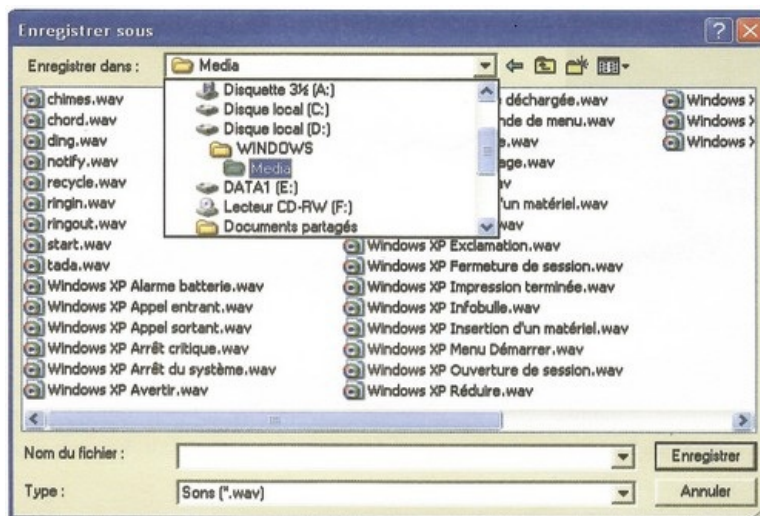 Enregistrer sous
Enregistrer dans :
Media
Disquette 3½ (A:)
Disque local (C:)
Disque local (D:)
WINDOWS
Media
DATA1 (E:)
Lecteur CD-RW (F:)
Documents partagés
chimes.wav
chord.wav
ding.wav
notify.wav
recycle.wav
ringin.wav
ringout.wav
start.wav
tada.wav
Windows XP Alarme batterie.wav
Windows XP Appel entrant.wav
Windows XP Appel sortant.wav
Windows XP Arrêt critique.wav
Windows XP Arrêt du système.wav
Windows XP Avertir.wav
déchargée.wav
de menu.wav
'un matériel.wav
Windows XP Exclamation.wav
Windows XP Fermeture de session.wav
Windows XP Impression terminée.wav
Windows XP Infobulle.wav
Windows XP Insertion d'un matériel.wav
Windows XP Menu Démarrer.wav
Windows XP Ouverture de session.wav
Windows XP Réduire.wav
Windows
Windows
Windows
Nom du fichier :
Enregistrer
Type :
Sons (*.wav)
Annuler